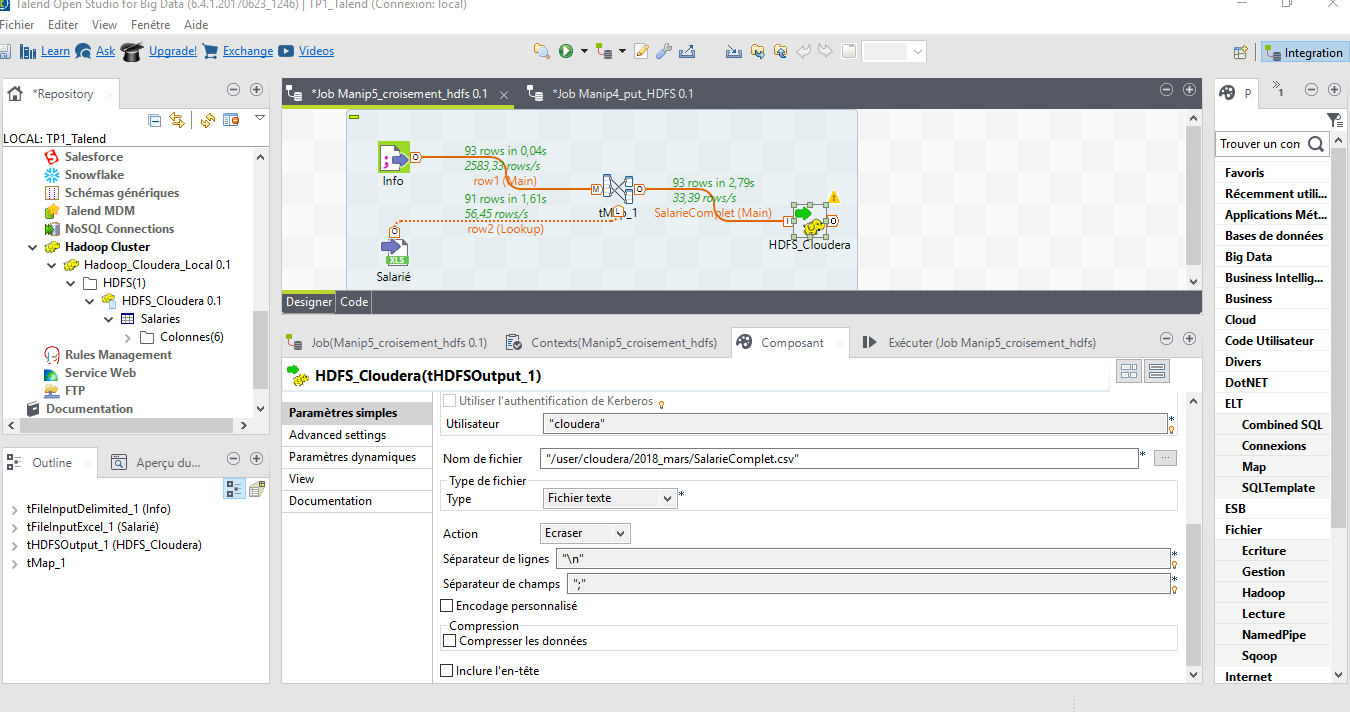 Talend Open Studio for Big Data (6.4.1.20170623_1246) | TP1_Talend (Connexion: local)
Fichier Editer View Fenêtre Aide
Learn Ask Upgrade! Exchange Videos
Integration
*Repository
LOCAL: TP1_Talend
Salesforce
Snowflake
Schémas génériques
Talend MDM
NoSQL Connections
Hadoop Cluster
Hadoop_Cloudera_Local 0.1
HDFS(1)
HDFS_Cloudera 0.1
Salaries
Colonnes(6)
Rules Management
Service Web
FTP
Documentation
Outline
Aperçu du...
tFileInputDelimited_1 (Info)
tFileInputExcel_1 (Salarié)
tHDFSOutput_1 (HDFS_Cloudera)
tMap_1
*Job Manip5_croisement_hdfs 0.1
*Job Manip4_put_HDFS 0.1
93 rows in 0,04s
2583,33 rows/s
row1 (Main)
Info
O
M
O
91 rows in 1,61s
56,45 rows/s
row2 (Lookup)
O
XLS
Salarié
L
93 rows in 2,79s
33,39 rows/s
SalarieComplet (Main)
I
O
HDFS_Cloudera
Designer
Code
Job(Manip5_croisement_hdfs 0.1)
Contexts(Manip5_croisement_hdfs)
Composant
Exécuter (Job Manip5_croisement_hdfs)
HDFS_Cloudera(tHDFSOutput_1)
Paramètres simples
Advanced settings
Paramètres dynamiques
View
Documentation
Utiliser l'authentification de Kerberos
Utilisateur
"cloudera"
*
Nom de fichier
"/user/cloudera/2018_mars/SalarieComplet.csv"
*
...
Type de fichier
Type
Fichier texte
*
Action
Ecraser
Séparateur de lignes
"\n"
*
Séparateur de champs
";"
*
Encodage personnalisé
Compression
Compresser les données
Inclure l'en-tête
P
1
Trouver un con
Favoris
Récemment utili...
Applications Mét...
Bases de données
Big Data
Business Intellig...
Business
Cloud
Code Utilisateur
Divers
DotNET
ELT
Combined SQL
Connexions
Map
SQLTemplate
ESB
Fichier
Ecriture
Gestion
Hadoop
Lecture
NamedPipe
Sqoop
Internet